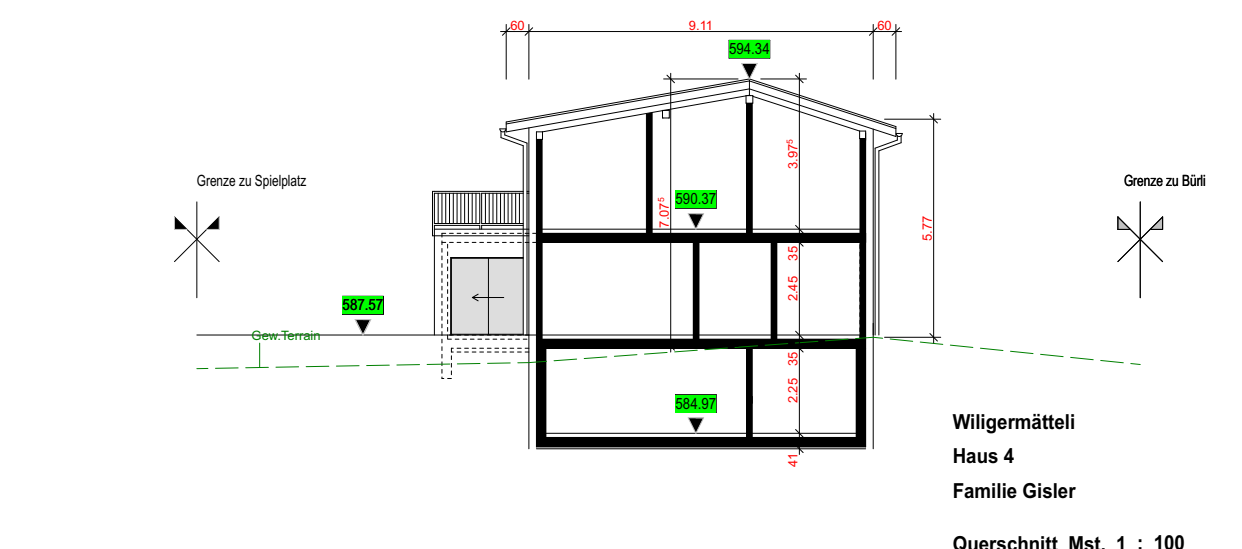 60 9.11 60
594.34
3.97⁵
Grenze zu Spielplatz
Grenze zu Bürli
590.37
7.07⁵
5.77
35
2.45
587.57
Gew.Terrain
35
2.25
584.97
41
Wiligermätteli
Haus 4
Familie Gisler
Querschnitt Mst. 1 : 100